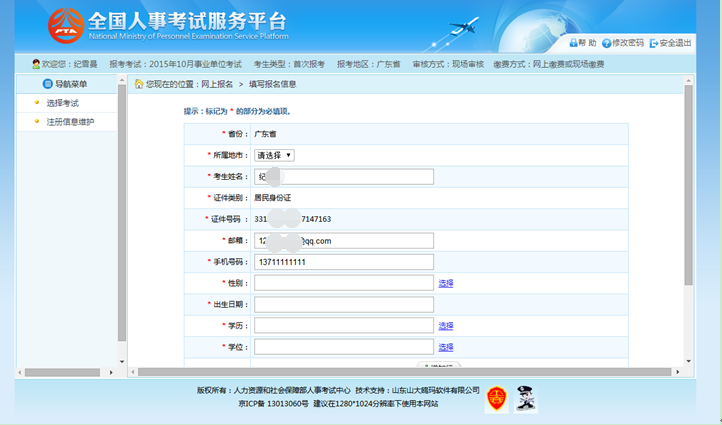 全国人事考试服务平台
PTA
National Ministry of Personnel Examination Service Platform
帮 助 修改密码 安全退出
欢迎您：纪雪晨 报考考试：2015年10月事业单位考试 考生类型：首次报考 报考地区：广东省 审核方式：现场审核 缴费方式：网上缴费或现场缴费
导航菜单
选择考试
注册信息维护
您现在的位置：网上报名 > 填写报名信息
提示：标记为 * 的部分为必填项。
* 省份： 广东省
* 所属地市： 请选择
* 考生姓名： 纪
* 证件类别： 居民身份证
* 证件号码 ： 331 7147163
* 邮箱： 12 @qq.com
* 手机号码： 13711111111
* 性别： 选择
* 出生日期：
* 学历： 选择
* 学位： 选择
版权所有：人力资源和社会保障部人事考试中心 技术支持：山东山大鸥玛软件有限公司
京ICP备 13013060号 建议在1280*1024分辨率下使用本网站